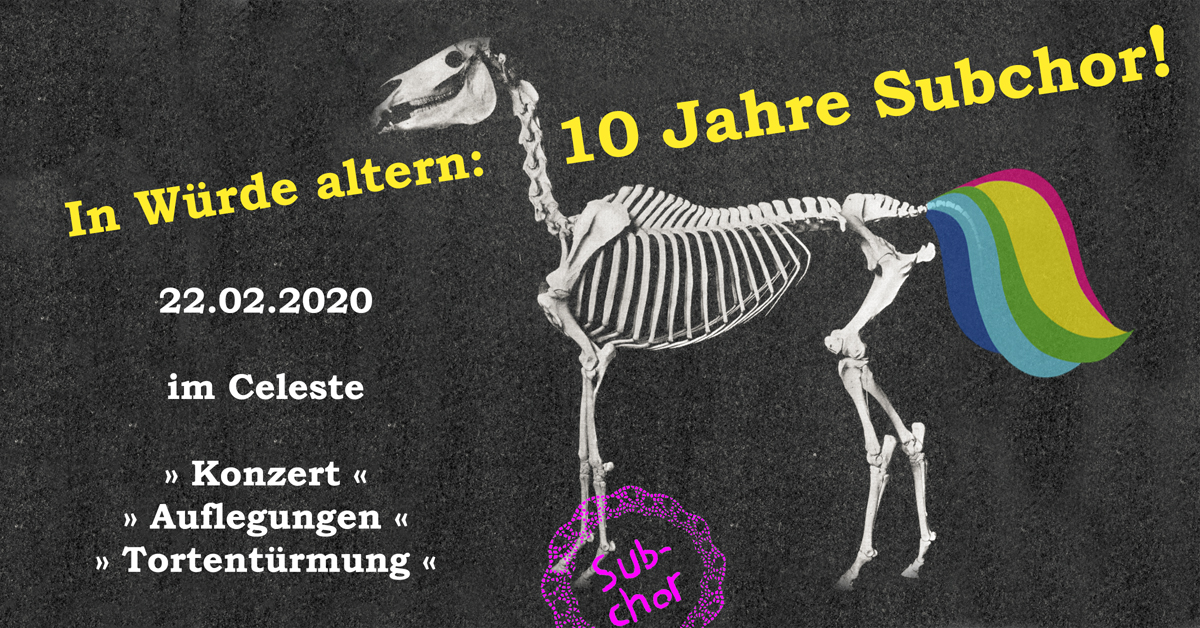 In Würde altern:
10 Jahre Subchor!
22.02.2020
im Celeste
» Konzert «
» Auflegungen «
» Tortentürmung «
Sub-
chor